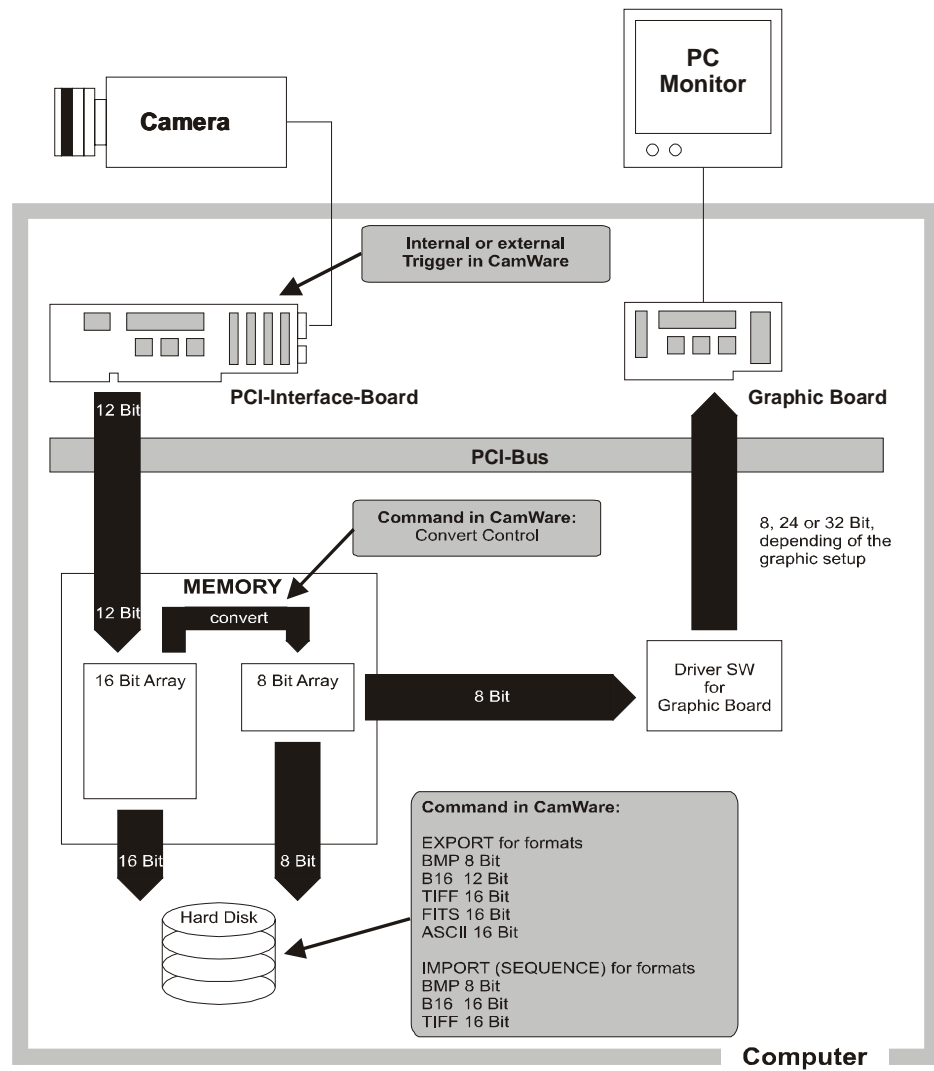 Camera
PC
Monitor
Internal or external
Trigger in CamWare
PCI-Interface-Board
Graphic Board
12 Bit
PCI-Bus
Command in CamWare:
Convert Control
8, 24 or 32 Bit,
depending of the
graphic setup
MEMORY
12 Bit
convert
16 Bit Array
8 Bit Array
8 Bit
Driver SW
for
Graphic Board
16 Bit
8 Bit
Hard Disk
Command in CamWare:
EXPORT for formats
BMP 8 Bit
B16 12 Bit
TIFF 16 Bit
FITS 16 Bit
ASCII 16 Bit
IMPORT (SEQUENCE) for formats
BMP 8 Bit
B16 16 Bit
TIFF 16 Bit
Computer